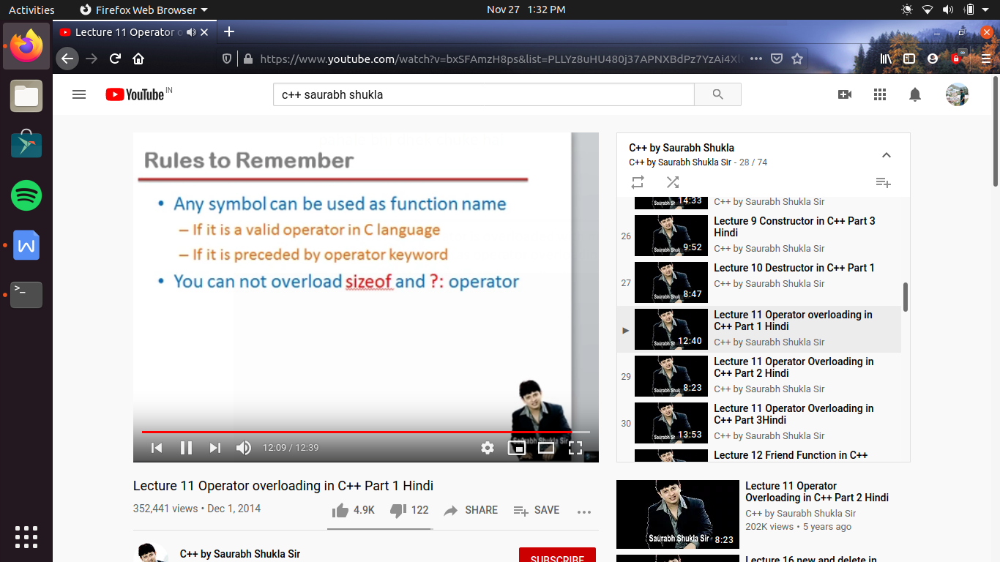 Activities
Firefox Web Browser
Nov 27 1:32 PM
Lecture 11 Operator o
https://www.youtube.com/watch?v=bxSFAmzH8ps&list=PLLYz8uHU480j37APNXBdPz7YzAi4Xl
YouTube IN
c++ saurabh shukla
Rules to Remember
• Any symbol can be used as function name
– If it is a valid operator in C language
– If it is preceded by operator keyword
• You can not overload sizeof and ?: operator
Saurabh Shukla Sir
12:09 / 12:39
Lecture 11 Operator overloading in C++ Part 1 Hindi
352,441 views • Dec 1, 2014
4.9K
122
SHARE
SAVE
C++ by Saurabh Shukla Sir
SUBSCRIBE
C++ by Saurabh Shukla
C++ by Saurabh Shukla Sir - 28 / 74
14:33
C++ by Saurabh Shukla Sir
26
9:52
Lecture 9 Constructor in C++ Part 3
Hindi
C++ by Saurabh Shukla Sir
27
8:47
Lecture 10 Destructor in C++ Part 1
C++ by Saurabh Shukla Sir
12:40
Lecture 11 Operator overloading in
C++ Part 1 Hindi
C++ by Saurabh Shukla Sir
29
8:23
Lecture 11 Operator Overloading in
C++ Part 2 Hindi
C++ by Saurabh Shukla Sir
30
13:53
Lecture 11 Operator Overloading in
C++ Part 3Hindi
C++ by Saurabh Shukla Sir
Lecture 12 Friend Function in C++
Saurabh Shukla Sir
8:23
Lecture 11 Operator
Overloading in C++ Part 2 Hindi
C++ by Saurabh Shukla Sir
202K views • 5 years ago
Lecture 16 new and delete in